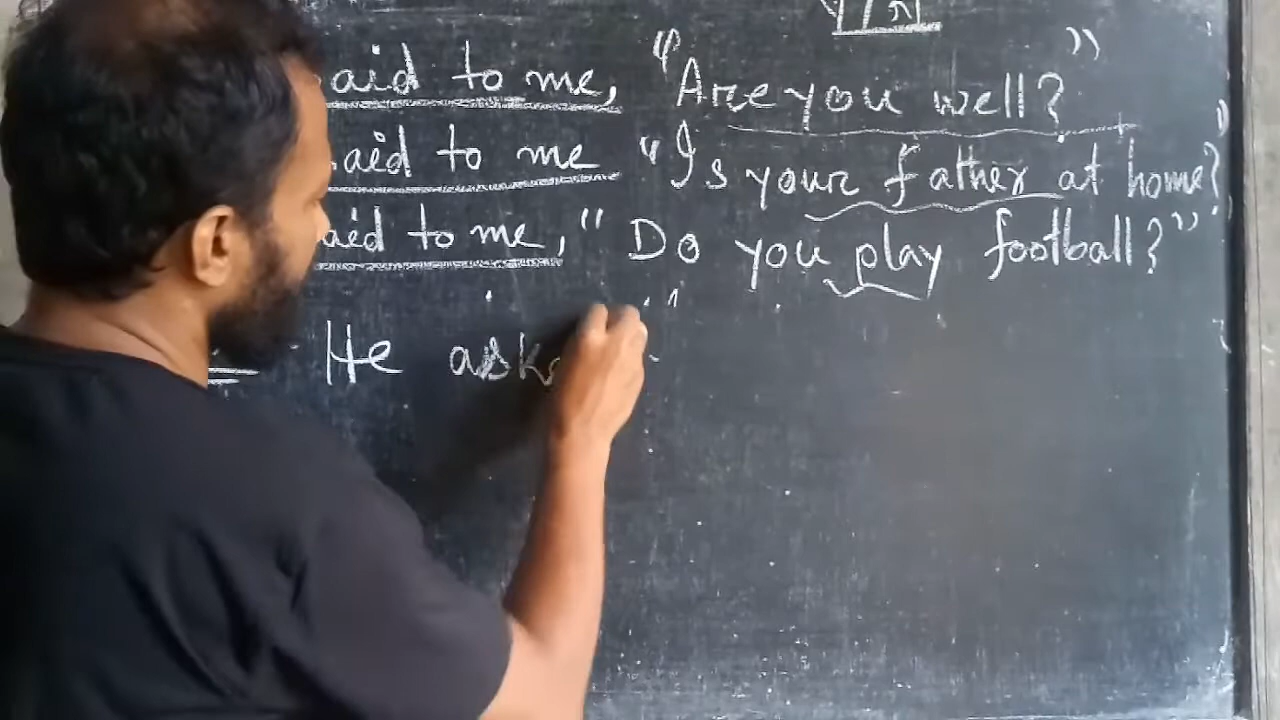 aid to me, "Are you well?"
aid to me "Is your father at home?"
aid to me, "Do you play football?"
He